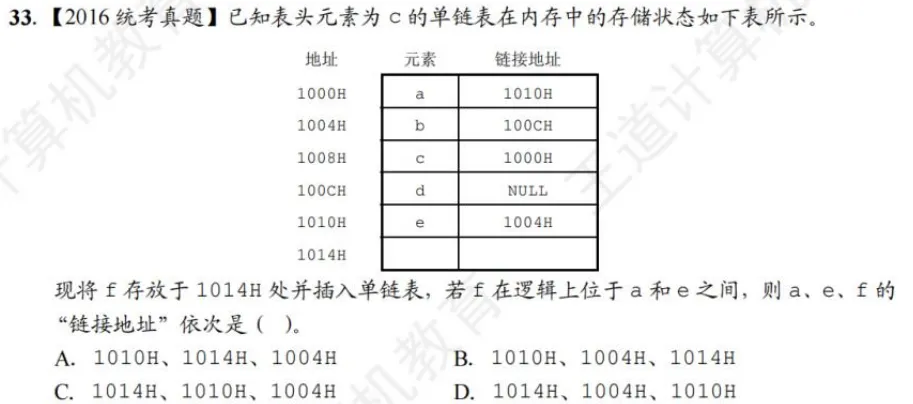 33.【2016 统考真题】已知表头元素为 c 的单链表在内存中的存储状态如下表所示。
地址 元素 链接地址
1000H a 1010H
1004H b 100CH
1008H c 1000H
100CH d NULL
1010H e 1004H
1014H
现将 f 存放于 1014H 处并插入单链表，若 f 在逻辑上位于 a 和 e 之间，则 a、e、f 的
“链接地址”依次是（ ）。
A. 1010H、1014H、1004H B. 1010H、1004H、1014H
C. 1014H、1010H、1004H D. 1014H、1004H、1010H